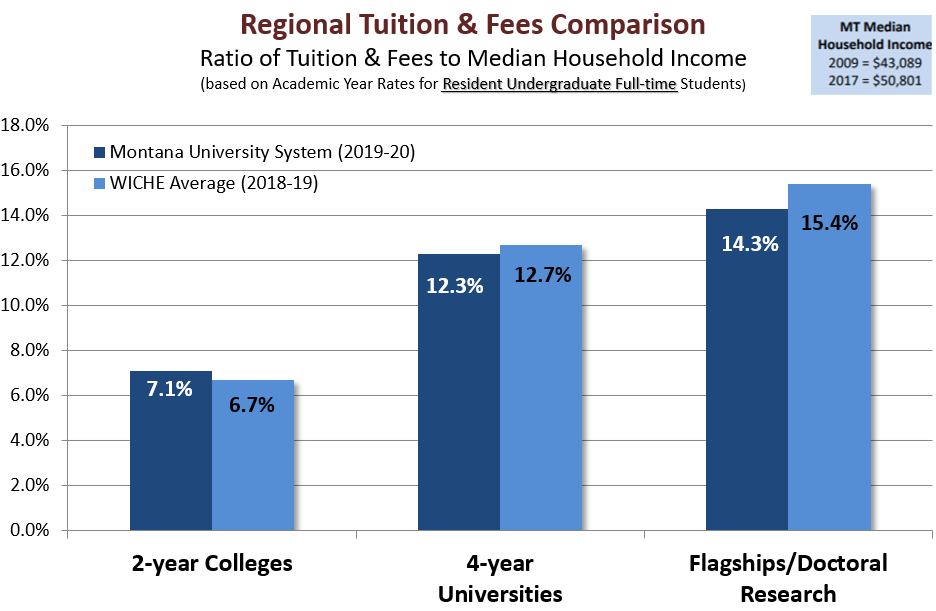 Regional Tuition & Fees Comparison
Ratio of Tuition & Fees to Median Household Income
(based on Academic Year Rates for Resident Undergraduate Full-time Students)
MT Median
Household Income
2009 = $43,089
2017 = $50,801
18.0%
16.0%
14.0%
12.0%
10.0%
8.0%
6.0%
4.0%
2.0%
0.0%
Montana University System (2019-20)
WICHE Average (2018-19)
7.1%
6.7%
12.3%
12.7%
14.3%
15.4%
2-year Colleges
4-year
Universities
Flagships/Doctoral
Research